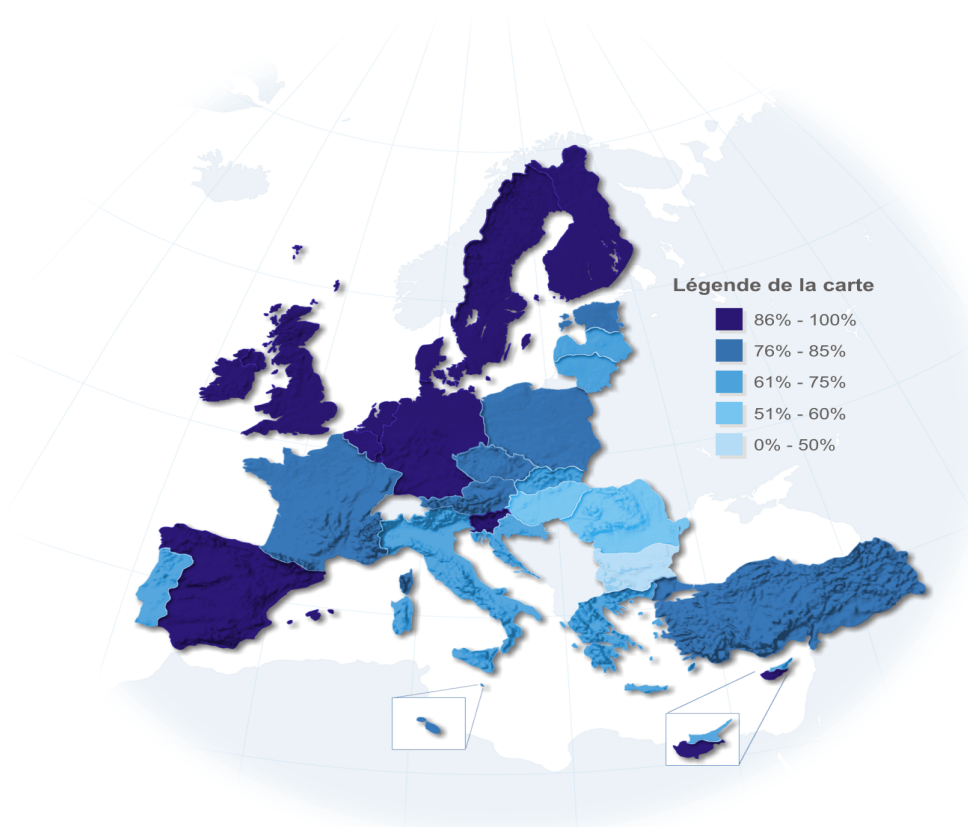 Légende de la carte
86% - 100%
76% - 85%
61% - 75%
51% - 60%
0% - 50%